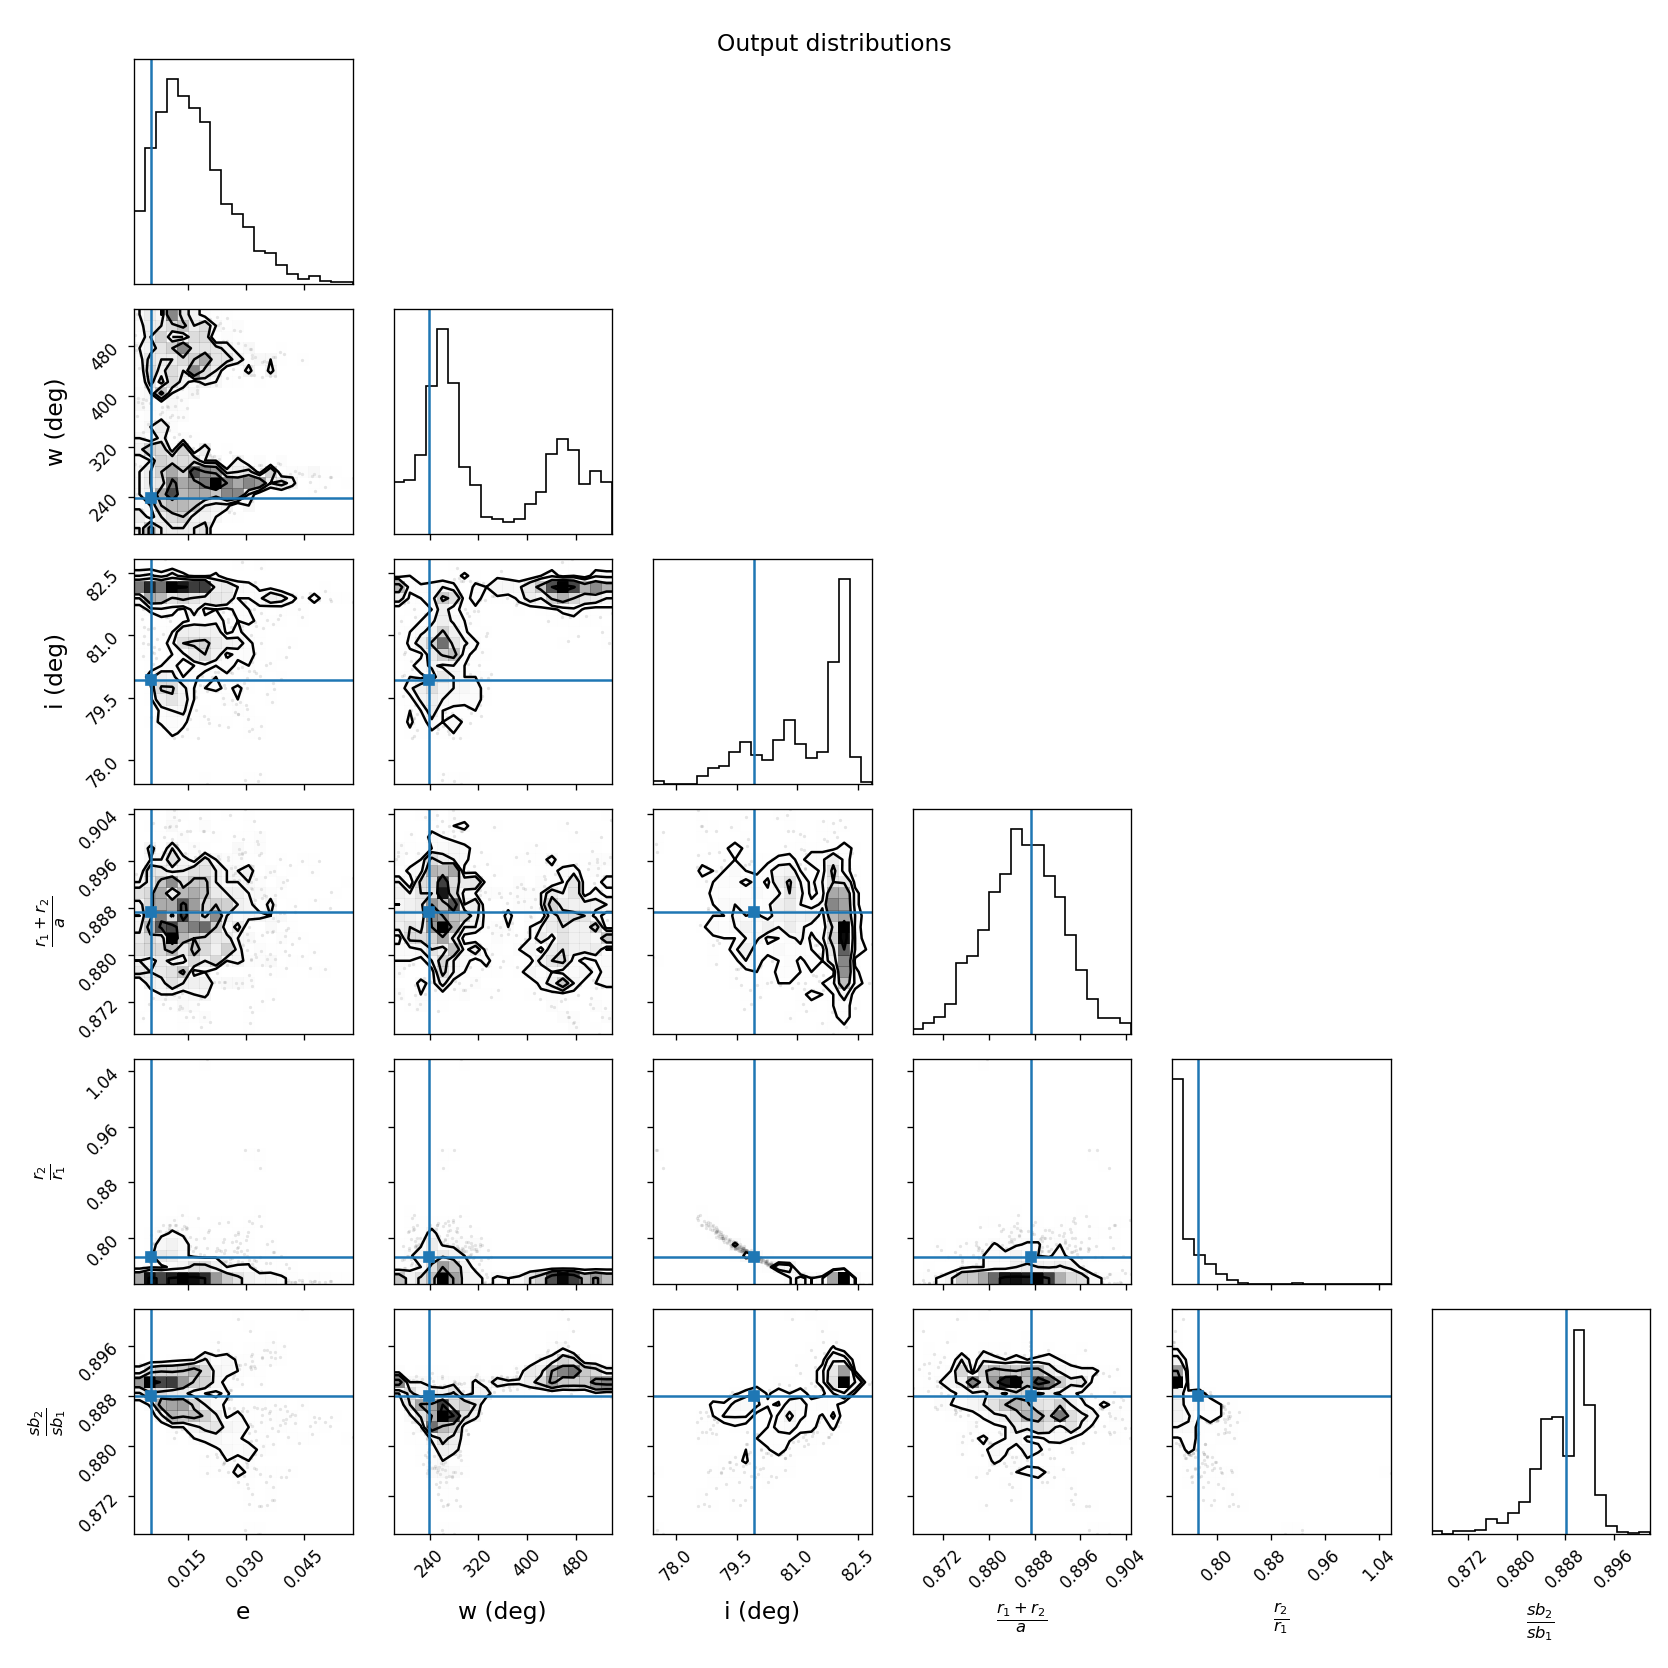 Output distributions
w (deg)
480
400
320
240
i (deg)
82.5
81.0
79.5
78.0
r₁ + r₂
a
0.904
0.896
0.888
0.880
0.872
r₂
r₁
1.04
0.96
0.88
0.80
sb₂
sb₁
0.896
0.888
0.880
0.872
0.015 0.030 0.045 240 320 400 480 78.0 79.5 81.0 82.5 0.872 0.880 0.888 0.896 0.904 0.80 0.88 0.96 1.04 0.872 0.880 0.888 0.896
e w (deg) i (deg) r₁ + r₂ r₂ sb₂
a r₁ sb₁